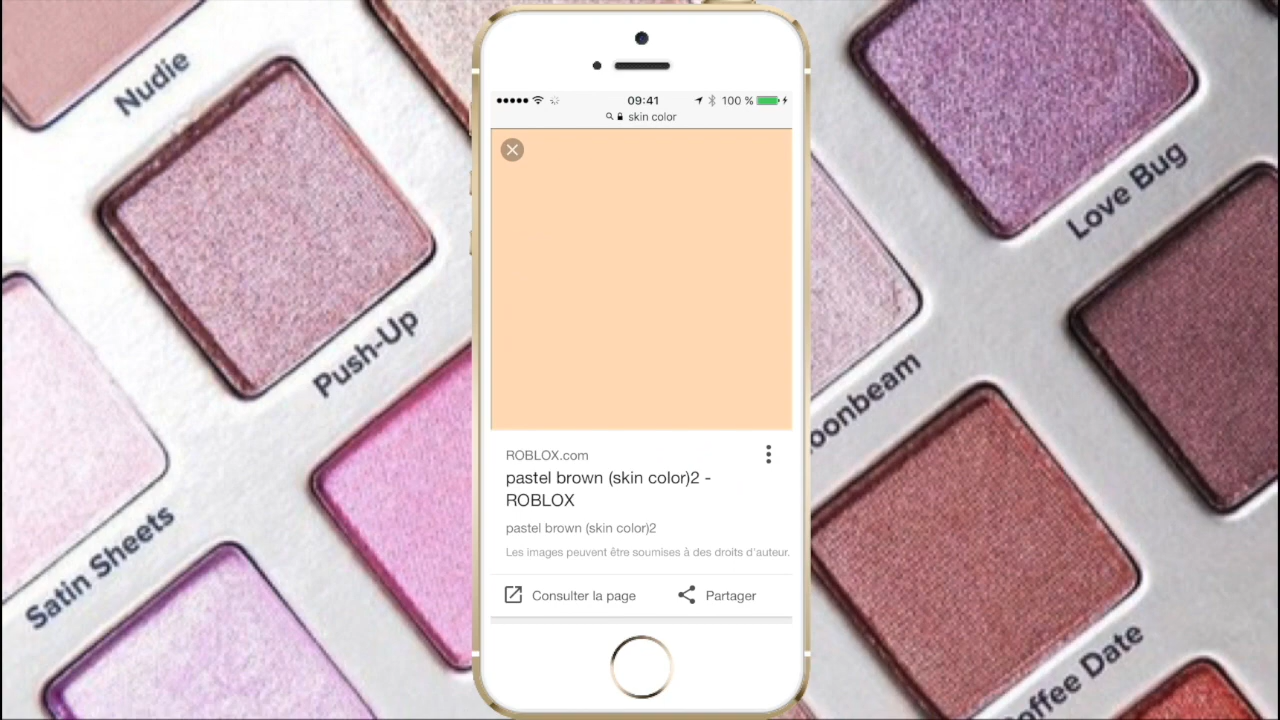 Nudie
Push-Up
Satin Sheets
09:41
100 %
skin color
ROBLOX.com
pastel brown (skin color)2 -
ROBLOX
pastel brown (skin color)2
Les images peuvent être soumises à des droits d'auteur.
Consulter la page
Partager
Love Bug
oonbeam
offee Date